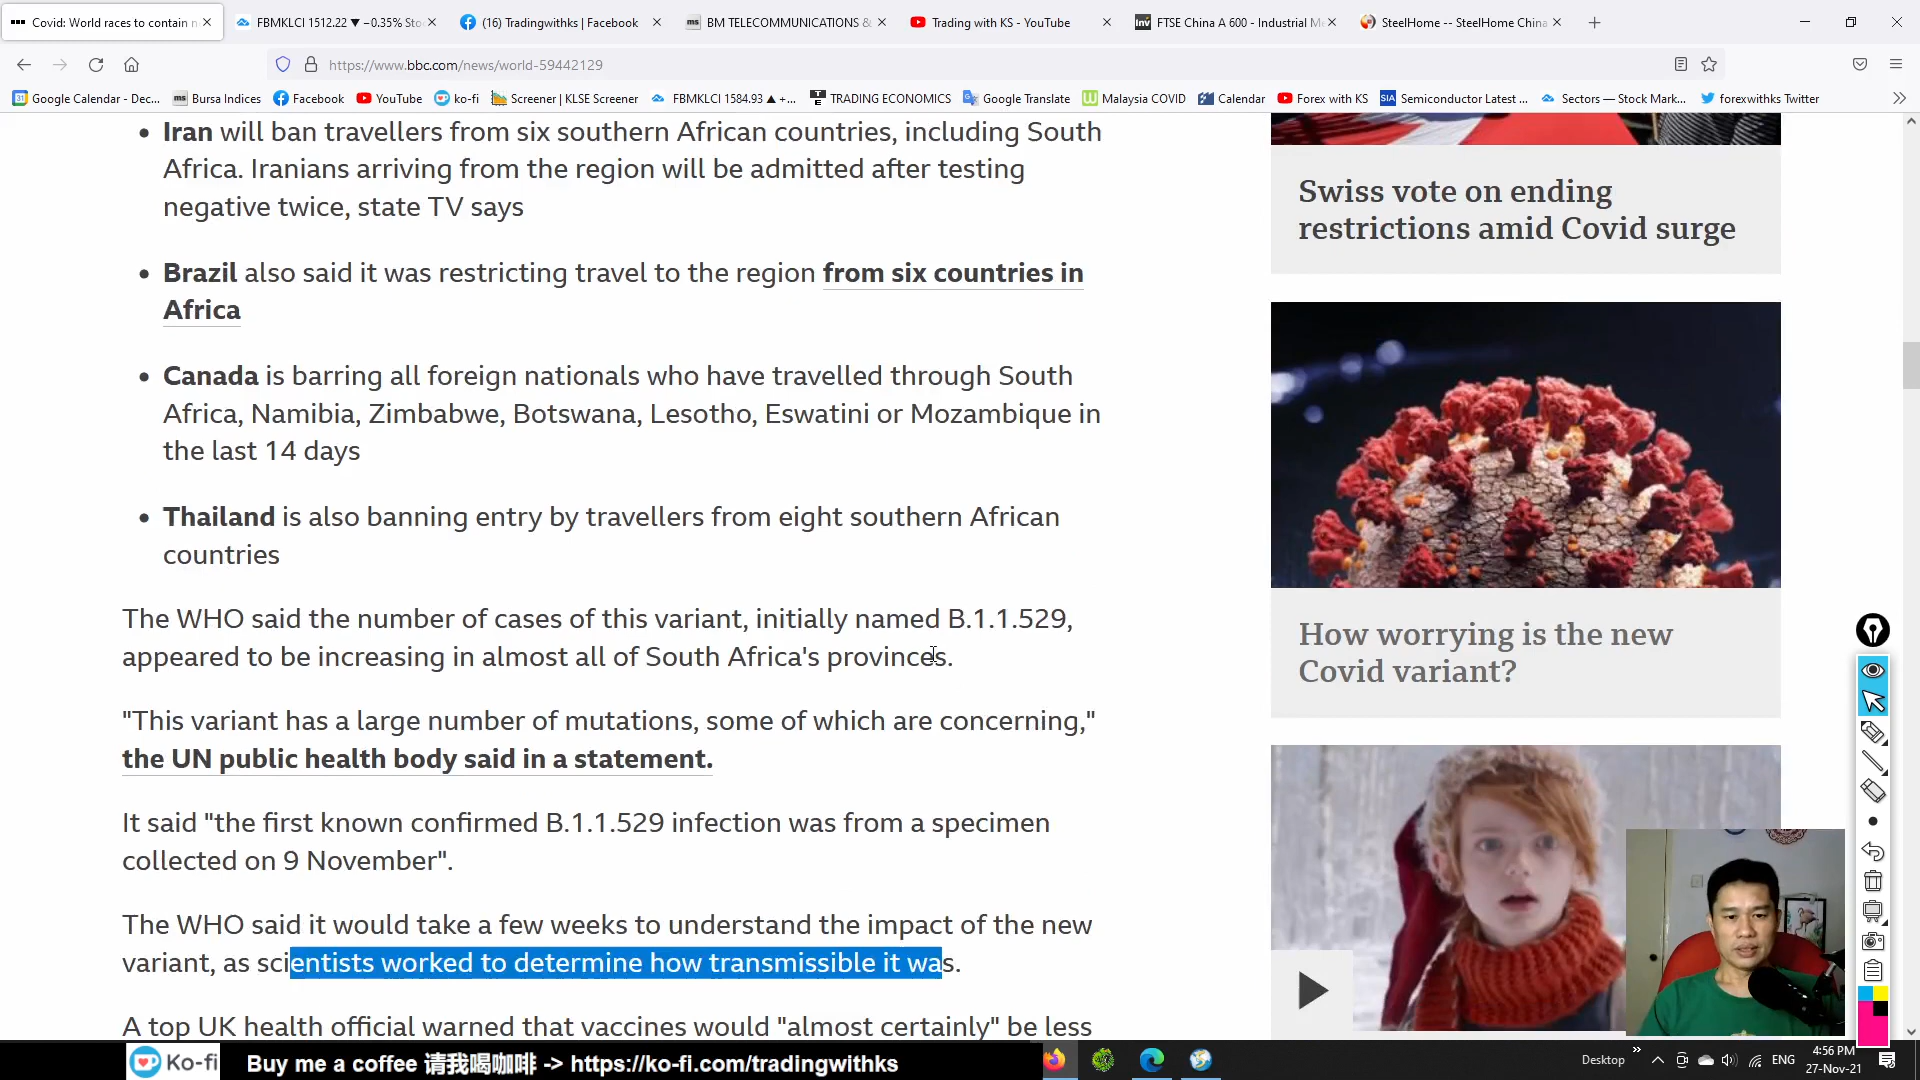 Covid: World races to contain n
FBMKLCI 1512.22 ▼ −0.35% Sto
(16) Tradingwithks | Facebook
ms BM TELECOMMUNICATIONS &
Trading with KS - YouTube
Inv FTSE China A 600 - Industrial Me
SteelHome -- SteelHome China
https://www.bbc.com/news/world-59442129
Google Calendar - Dec...
ms Bursa Indices
Facebook
YouTube
ko-fi
Screener | KLSE Screener
FBMKLCI 1584.93 ▲ +...
TRADING ECONOMICS
Google Translate
Malaysia COVID
Calendar
Forex with KS
SIA Semiconductor Latest ...
Sectors — Stock Mark...
forexwithks Twitter
• Iran will ban travellers from six southern African countries, including South
Africa. Iranians arriving from the region will be admitted after testing
negative twice, state TV says
• Brazil also said it was restricting travel to the region from six countries in
Africa
• Canada is barring all foreign nationals who have travelled through South
Africa, Namibia, Zimbabwe, Botswana, Lesotho, Eswatini or Mozambique in
the last 14 days
• Thailand is also banning entry by travellers from eight southern African
countries
The WHO said the number of cases of this variant, initially named B.1.1.529,
appeared to be increasing in almost all of South Africa's provinces.
"This variant has a large number of mutations, some of which are concerning,"
the UN public health body said in a statement.
It said "the first known confirmed B.1.1.529 infection was from a specimen
collected on 9 November".
The WHO said it would take a few weeks to understand the impact of the new
variant, as scientists worked to determine how transmissible it was.
A top UK health official warned that vaccines would "almost certainly" be less
Swiss vote on ending
restrictions amid Covid surge
How worrying is the new
Covid variant?
Ko-fi
Buy me a coffee 请我喝咖啡 -> https://ko-fi.com/tradingwithks
Desktop
ENG
4:56 PM
27-Nov-21